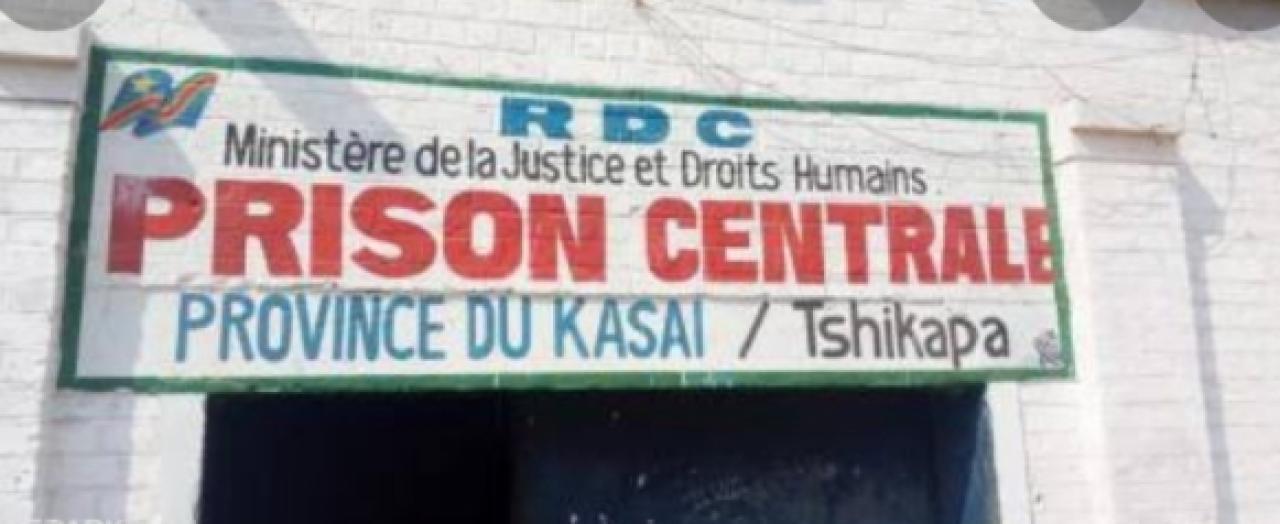 RDC
Ministère de la Justice et Droits Humains.
PRISON CENTRALE
PROVINCE DU KASAI / Tshikapa